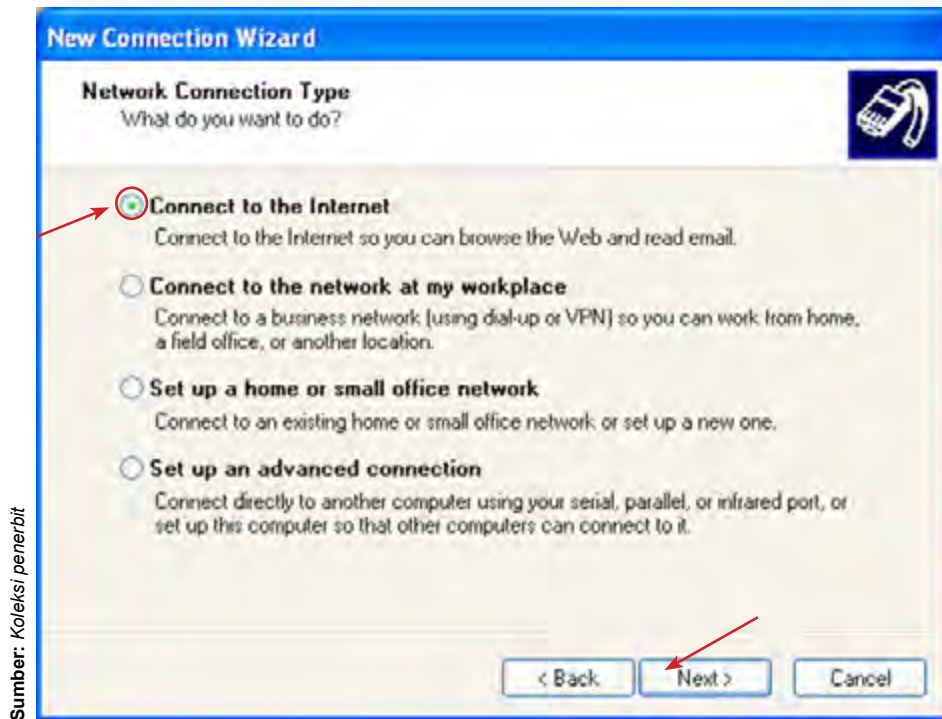 New Connection Wizard
Network Connection Type
What do you want to do?
Connect to the Internet
Connect to the Internet so you can browse the Web and read email.
Connect to the network at my workplace
Connect to a business network (using dial-up or VPN) so you can work from home,
a field office, or another location.
Set up a home or small office network
Connect to an existing home or small office network or set up a new one.
Set up an advanced connection
Connect directly to another computer using your serial, parallel, or infrared port, or
set up this computer so that other computers can connect to it.
< Back
Next >
Cancel
Sumber: Koleksi penerbit